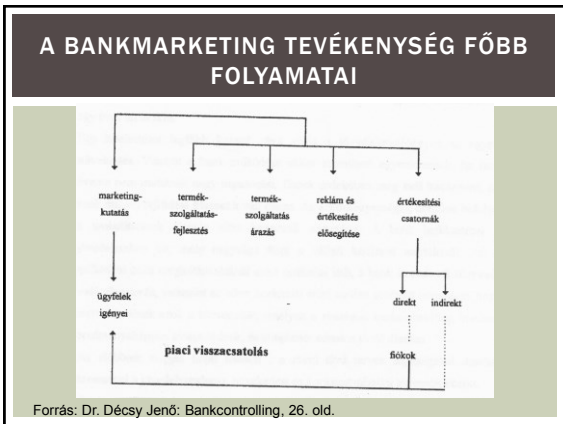 A BANKMARKETING TEVÉKENYSÉG FŐBB
FOLYAMATAI
marketing-
kutatás
termék-
szolgáltatás-
fejlesztés
termék-
szolgáltatás
árazás
reklám és
értékesítés
elősegítése
értékesítési
csatornák
ügyfelek
igényei
direkt
indirekt
piaci visszacsatolás
fiókok
Forrás: Dr. Décsy Jenő: Bankcontrolling, 26. old.